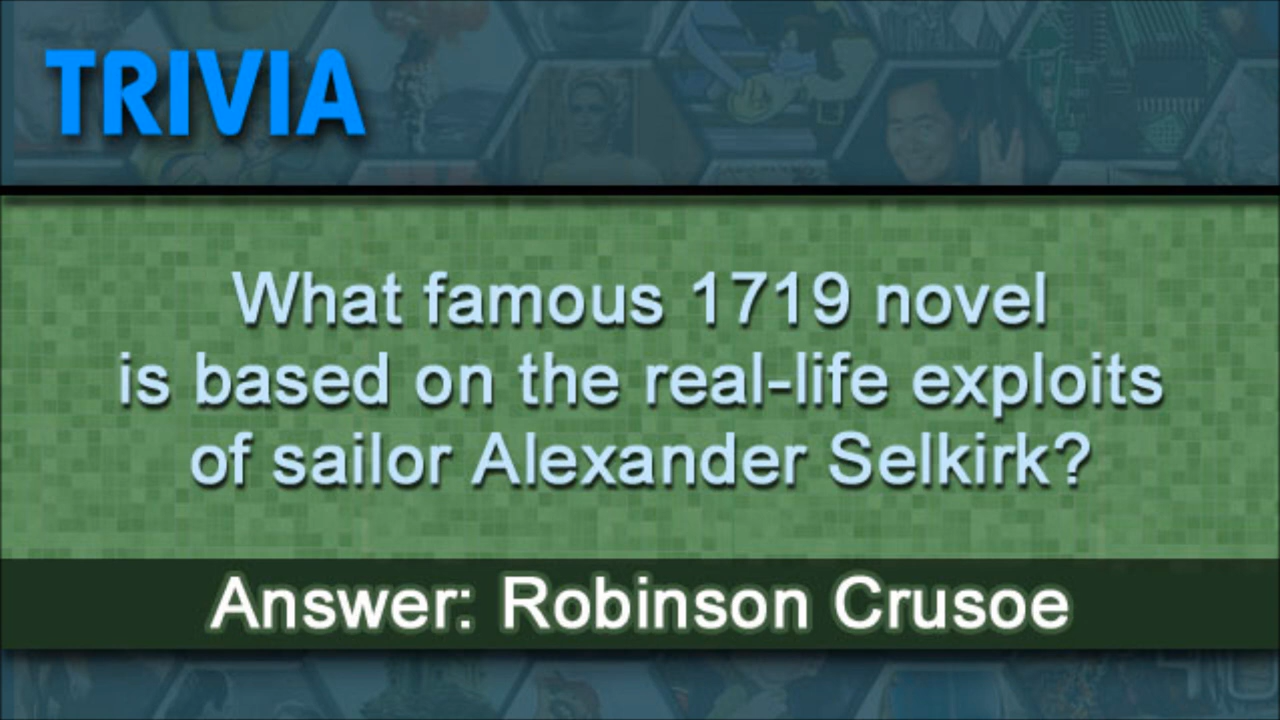 TRIVIA
What famous 1719 novel
is based on the real-life exploits
of sailor Alexander Selkirk?
Answer: Robinson Crusoe